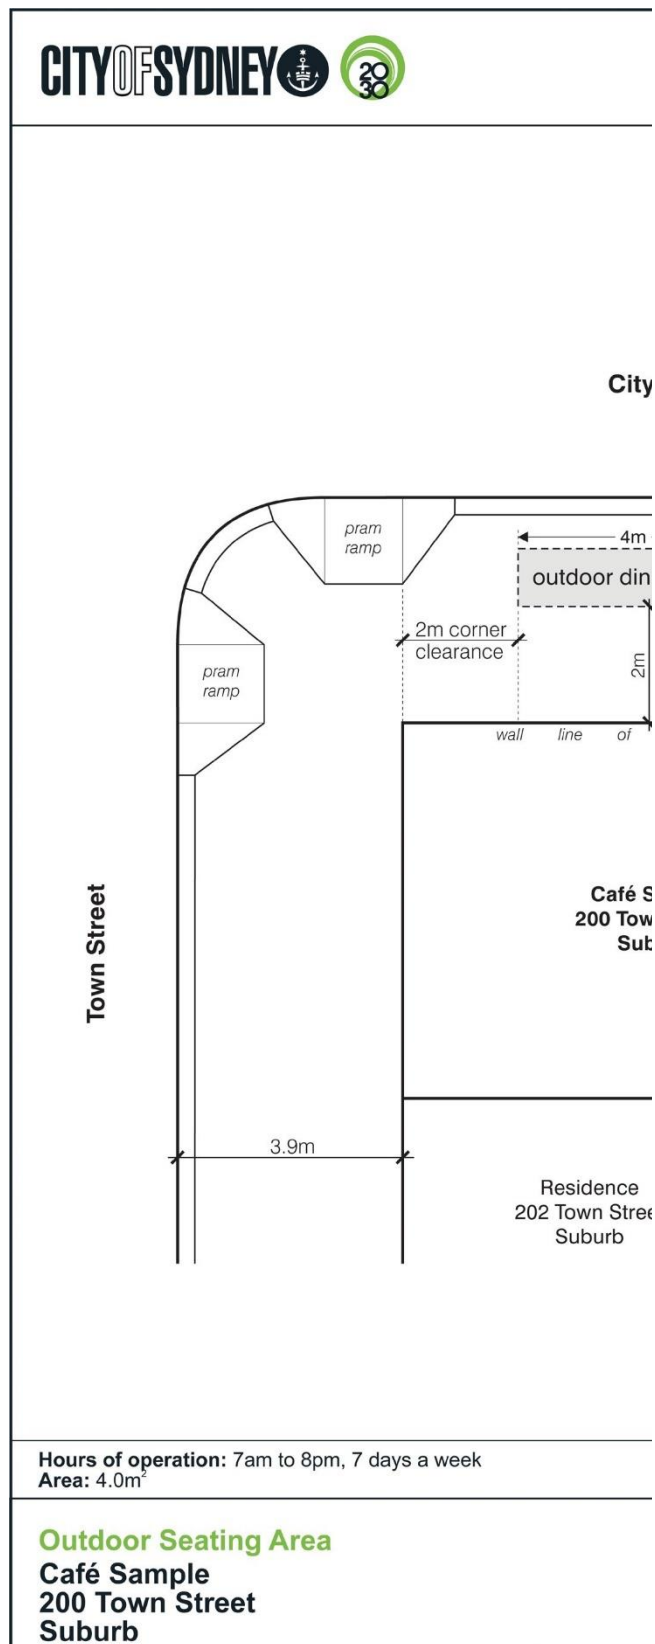 CITYOFSYDNEY
2030
City
pram
ramp
4m
outdoor din
2m corner
clearance
2m
pram
ramp
wall line of
Town Street
Café S
200 Tow
Sub
3.9m
Residence
202 Town Stree
Suburb
Hours of operation: 7am to 8pm, 7 days a week
Area: 4.0m²
Outdoor Seating Area
Café Sample
200 Town Street
Suburb